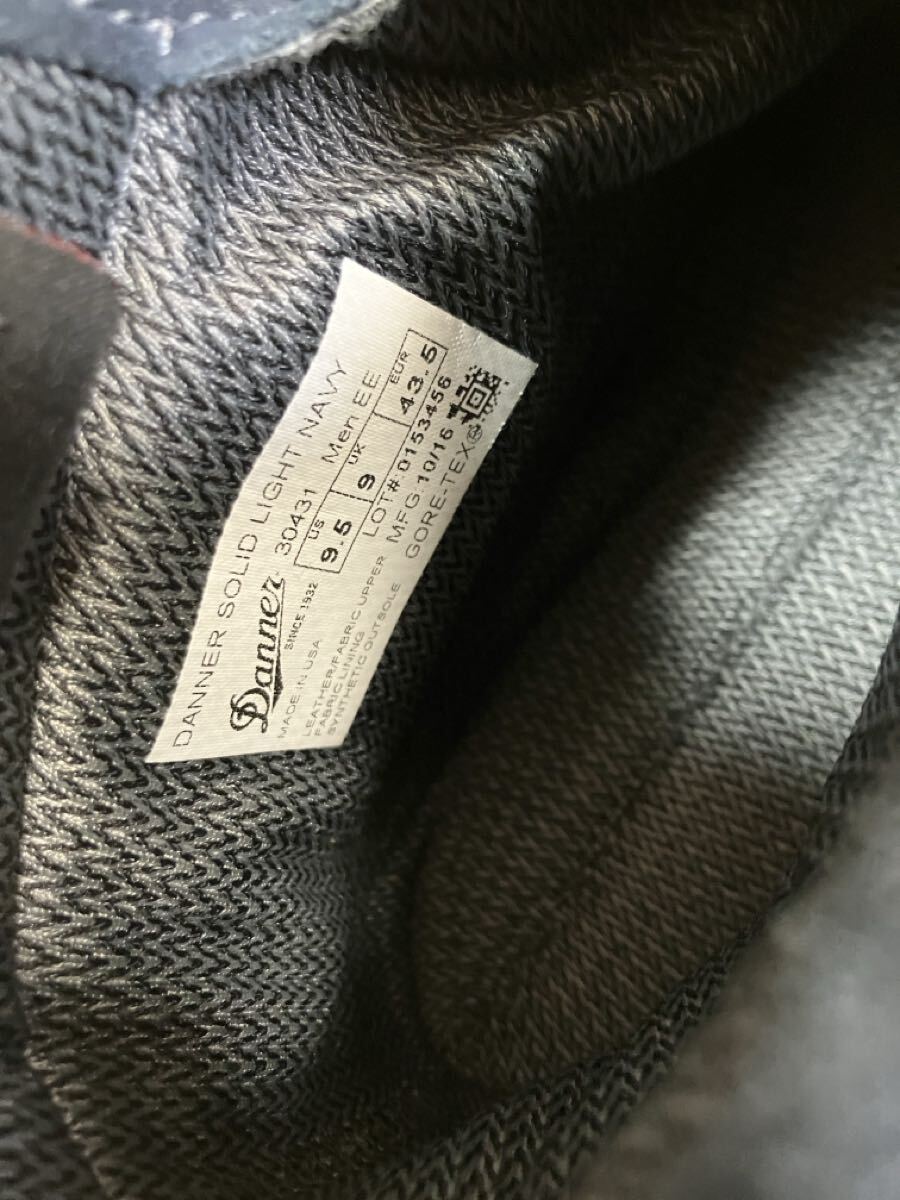 DANNER SOLID LIGHT NAVY
Danner
SINCE 1932
30431 Men EE
US UK EUR
9.5 9 43.5
MADE IN USA
LOT#:0153456
LEATHER/FABRIC UPPER
MFG:10/16
FABRIC LINING
GORE-TEX®
SYNTHETIC OUTSOLE